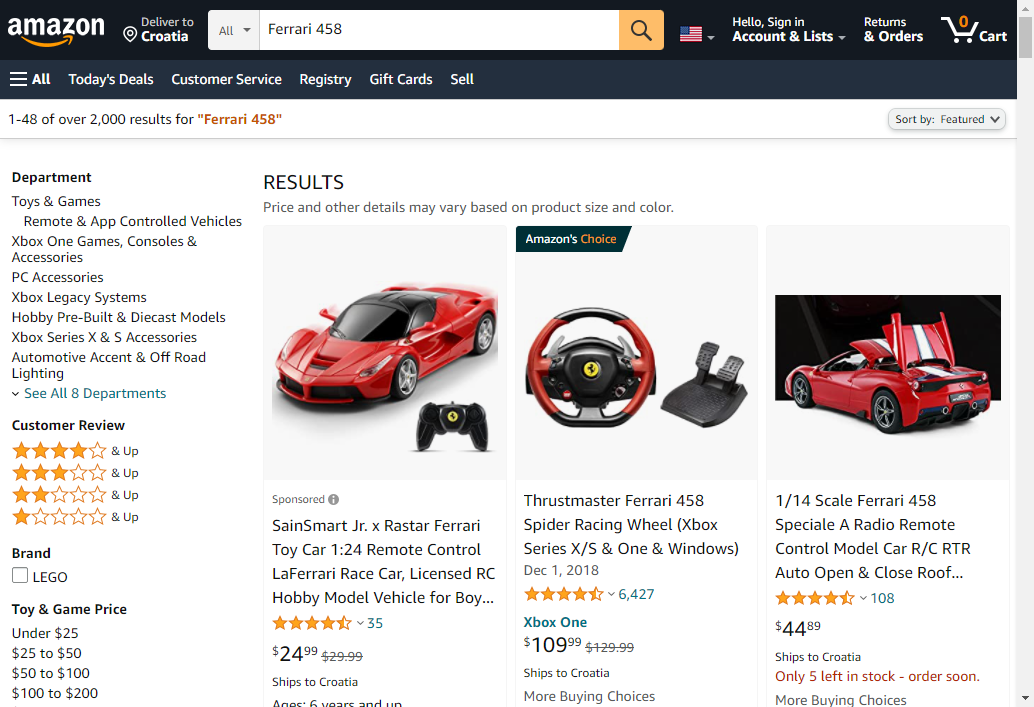 amazon
Deliver to
Croatia
All
Ferrari 458
Hello, Sign in
Account & Lists
Returns
& Orders
0
Cart
All
Today's Deals
Customer Service
Registry
Gift Cards
Sell
1-48 of over 2,000 results for "Ferrari 458"
Sort by: Featured
Department
Toys & Games
Remote & App Controlled Vehicles
Xbox One Games, Consoles &
Accessories
PC Accessories
Xbox Legacy Systems
Hobby Pre-Built & Diecast Models
Xbox Series X & S Accessories
Automotive Accent & Off Road
Lighting
See All 8 Departments
Customer Review
& Up
& Up
& Up
& Up
Brand
LEGO
Toy & Game Price
Under $25
$25 to $50
$50 to $100
$100 to $200
RESULTS
Price and other details may vary based on product size and color.
Sponsored
SainSmart Jr. x Rastar Ferrari
Toy Car 1:24 Remote Control
LaFerrari Race Car, Licensed RC
Hobby Model Vehicle for Boy...
35
$24.99 $29.99
Ships to Croatia
Ages: 6 years and up
Amazon's Choice
Thrustmaster Ferrari 458
Spider Racing Wheel (Xbox
Series X/S & One & Windows)
Dec 1, 2018
6,427
Xbox One
$109.99 $129.99
Ships to Croatia
More Buying Choices
1/14 Scale Ferrari 458
Speciale A Radio Remote
Control Model Car R/C RTR
Auto Open & Close Roof...
108
$44.89
Ships to Croatia
Only 5 left in stock - order soon.
More Buying Choices